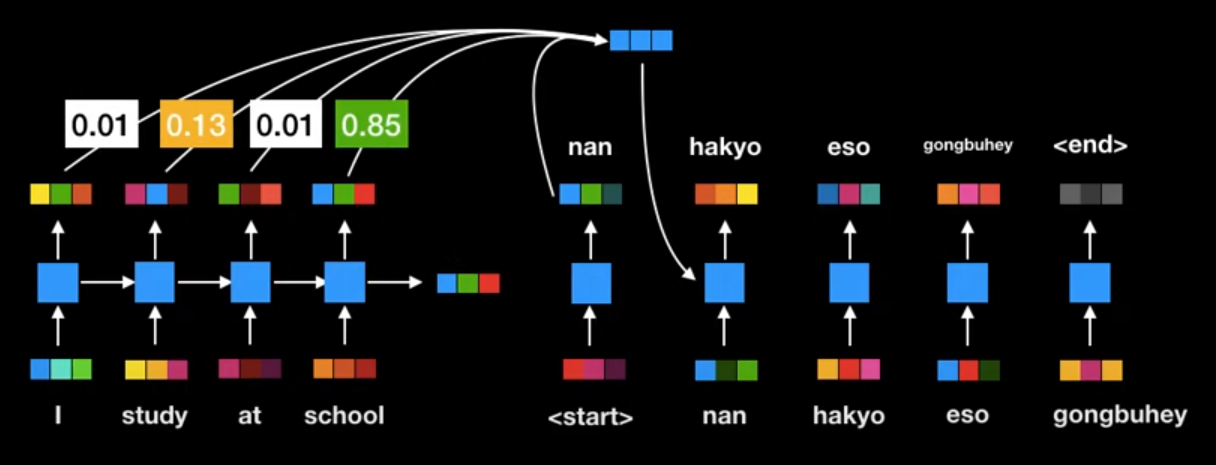 0.01 0.13 0.01 0.85
nan hakyo eso gongbuhey <end>
I study at school <start> nan hakyo eso gongbuhey